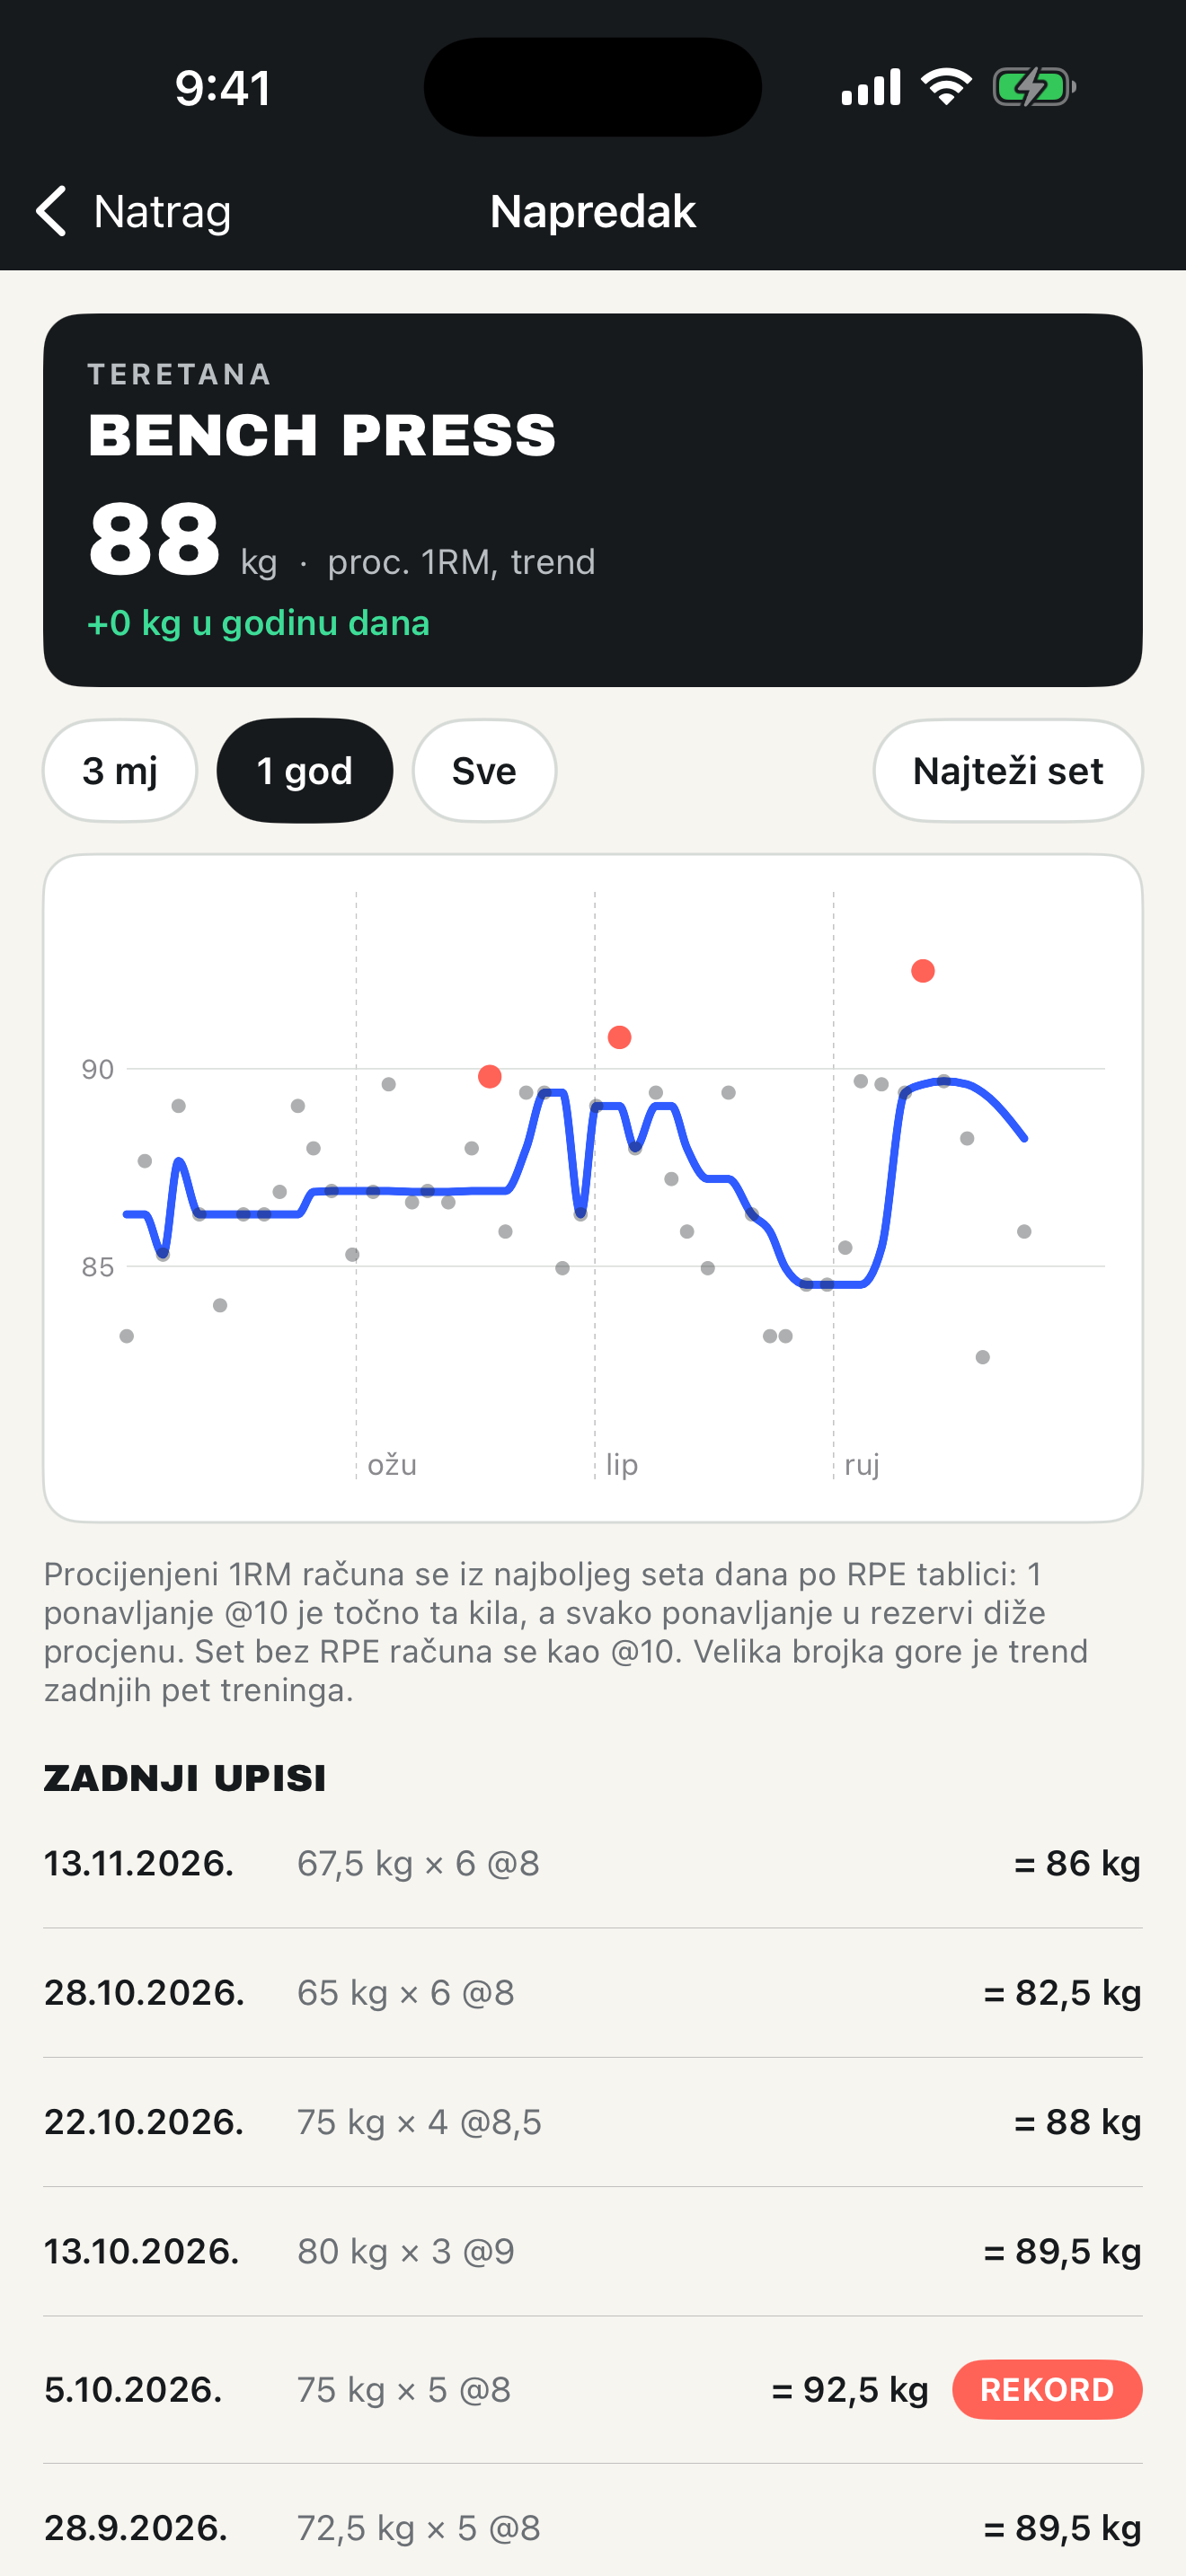 9:41
Natrag
Napredak
TERETANA
BENCH PRESS
88 kg · proc. 1RM, trend
+0 kg u godinu dana
3 mj
1 god
Sve
Najteži set
90
85
ožu
lip
ruj
Procijenjeni 1RM računa se iz najboljeg seta dana po RPE tablici: 1
ponavljanje @10 je točno ta kila, a svako ponavljanje u rezervi diže
procjenu. Set bez RPE računa se kao @10. Velika brojka gore je trend
zadnjih pet treninga.
ZADNJI UPISI
13.11.2026. 67,5 kg × 6 @8 = 86 kg
28.10.2026. 65 kg × 6 @8 = 82,5 kg
22.10.2026. 75 kg × 4 @8,5 = 88 kg
13.10.2026. 80 kg × 3 @9 = 89,5 kg
5.10.2026. 75 kg × 5 @8 = 92,5 kg REKORD
28.9.2026. 72,5 kg × 5 @8 = 89,5 kg